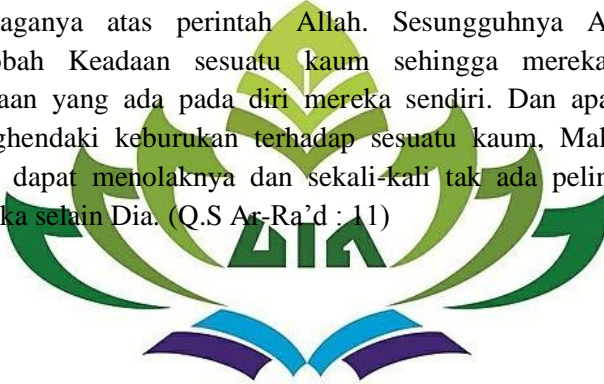 aganya atas perintah Allah. Sesungguhnya A
bah Keadaan sesuatu kaum sehingga mereka
aan yang ada pada diri mereka sendiri. Dan apa
ghendaki keburukan terhadap sesuatu kaum, Mal
dapat menolaknya dan sekali-kali tak ada pelin
ka selain Dia. (Q.S Ar-Ra’d : 11)